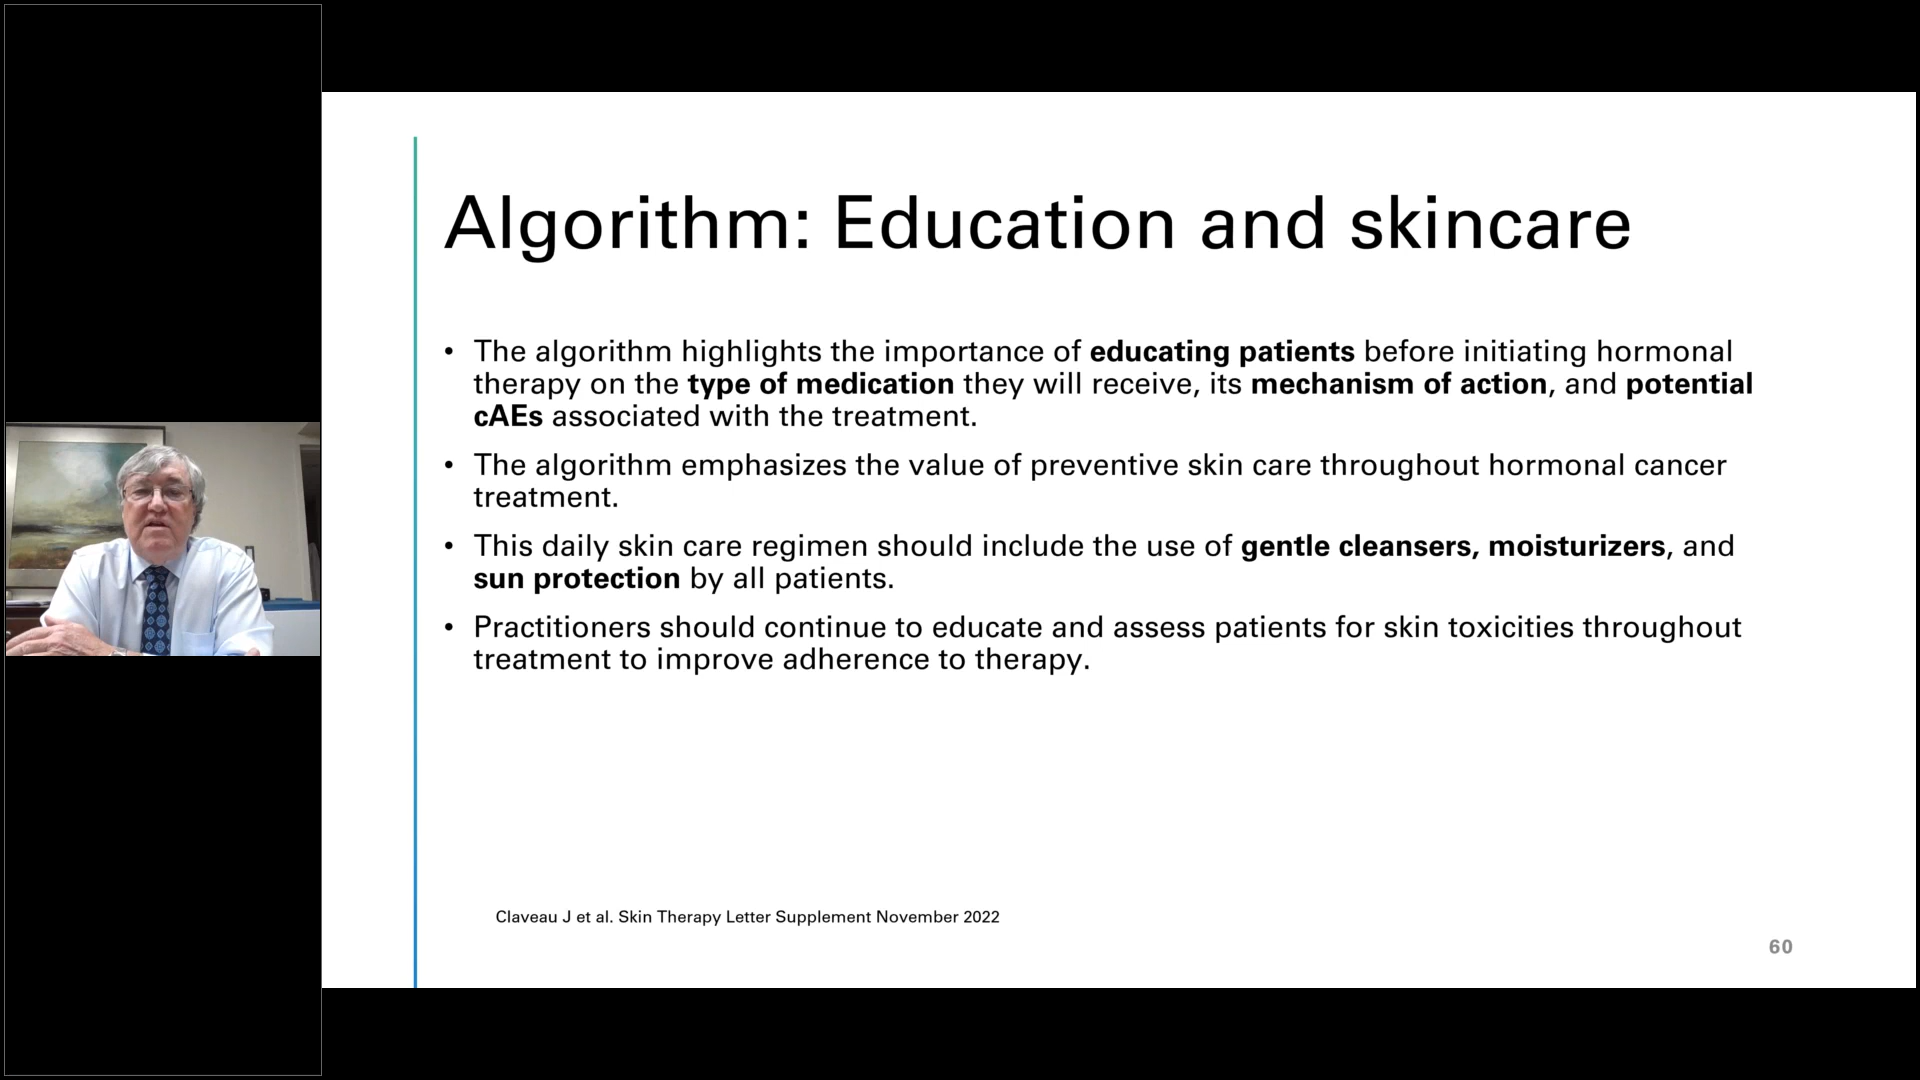 Algorithm: Education and skincare
• The algorithm highlights the importance of educating patients before initiating hormonal
therapy on the type of medication they will receive, its mechanism of action, and potential
cAEs associated with the treatment.
• The algorithm emphasizes the value of preventive skin care throughout hormonal cancer
treatment.
• This daily skin care regimen should include the use of gentle cleansers, moisturizers, and
sun protection by all patients.
• Practitioners should continue to educate and assess patients for skin toxicities throughout
treatment to improve adherence to therapy.
Claveau J et al. Skin Therapy Letter Supplement November 2022
60